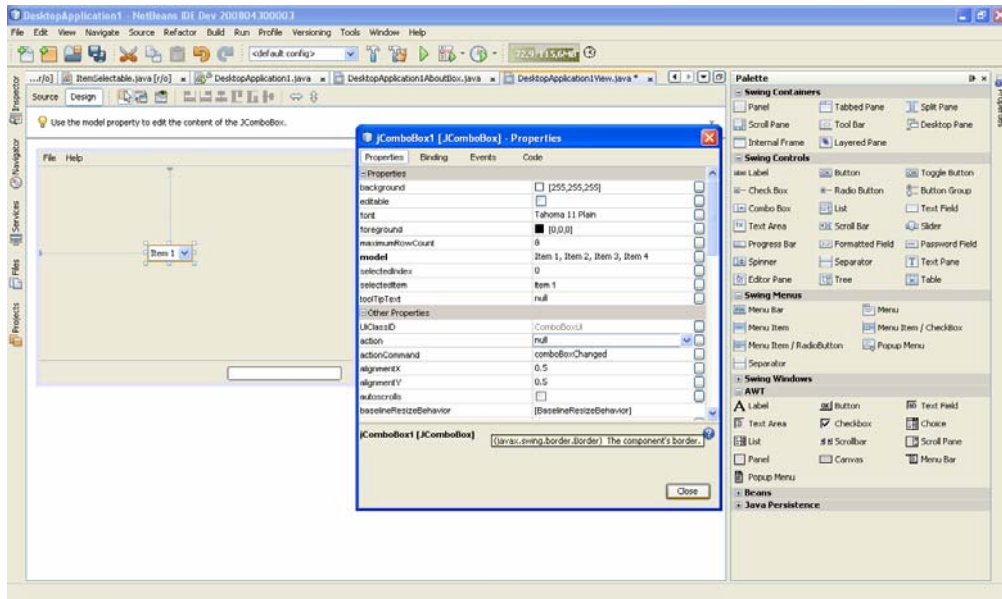 DesktopApplication1 - NetBeans IDE Dev 200804300003
File Edit View Navigate Source Refactor Build Run Profile Versioning Tools Window Help
<default config>
...r/o] ItemSelectable.java [r/o] DesktopApplication1.java DesktopApplication1AboutBox.java DesktopApplication1View.java *
Source Design
Use the model property to edit the content of the JComboBox.
Inspector
Navigator
Services
Files
Projects
File Help
Item 1
jComboBox1 [JComboBox] - Properties
Properties Binding Events Code
Properties
background [255,255,255]
editable
font Tahoma 11 Plain
foreground [0,0,0]
maximumRowCount 8
model Item 1, Item 2, Item 3, Item 4
selectedIndex 0
selectedItem Item 1
toolTipText null
Other Properties
UIClassID ComboBoxUI
action null
actionCommand comboBoxChanged
alignmentX 0.5
alignmentY 0.5
autoscrolls
baselineResizeBehavior [BaselineResizeBehavior]
jComboBox1 [JComboBox]
(javax.swing.border.Border) The component's border.
Close
Palette
Swing Containers
Panel Tabbed Pane Split Pane
Scroll Pane Tool Bar Desktop Pane
Internal Frame Layered Pane
Swing Controls
label Label Button Toggle Button
Check Box Radio Button Button Group
Combo Box List Text Field
Text Area Scroll Bar Slider
Progress Bar Formatted Field Password Field
Spinner Separator Text Pane
Editor Pane Tree Table
Swing Menus
Menu Bar Menu
Menu Item Menu Item / CheckBox
Menu Item / RadioButton Popup Menu
Separator
Swing Windows
AWT
Label Button Text Field
Text Area Checkbox Choice
List Scrollbar Scroll Pane
Panel Canvas Menu Bar
Popup Menu
Beans
Java Persistence